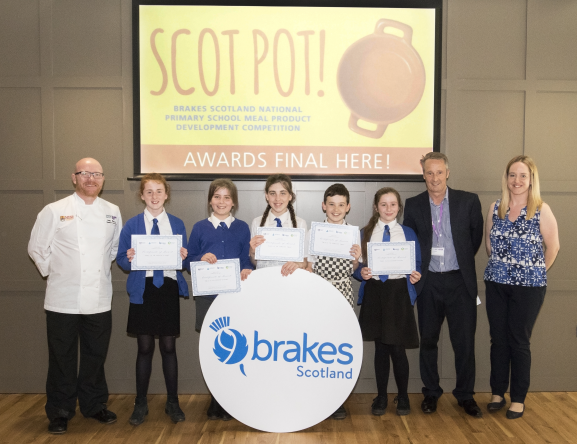 SCOT POT!
BRAKES SCOTLAND NATIONAL
PRIMARY SCHOOL MEAL PRODUCT
DEVELOPMENT COMPETITION
AWARDS FINAL HERE!
brakes
Scotland